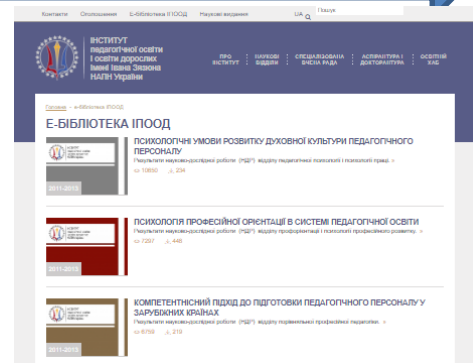 Контакти Оголошення Е-бібліотека ІПООД Наукові видання UA Пошук
ІНСТИТУТ
педагогічної освіти
і освіти дорослих
імені Івана Зязюна
НАПН України
ПРО ІНСТИТУТ
НАУКОВІ ВІДДІЛИ
СПЕЦІАЛІЗОВАНА ВЧЕНА РАДА
АСПІРАНТУРА І ДОКТОРАНТУРА
ОСВІТНІЙ ХАБ
Головна – е-бібліотека ІПООД
Е-БІБЛІОТЕКА ІПООД
ПСИХОЛОГІЧНІ УМОВИ РОЗВИТКУ ДУХОВНОЇ КУЛЬТУРИ ПЕДАГОГІЧНОГО
ПЕРСОНАЛУ
Результати науково-дослідної роботи (НДР) відділу педагогічної психології і психології праці. »
234
2011-2013
ПСИХОЛОГІЯ ПРОФЕСІЙНОЇ ОРІЄНТАЦІЇ В СИСТЕМІ ПЕДАГОГІЧНОЇ ОСВІТИ
Результати науково-дослідної роботи (НДР) відділу профорієнтації і психології професійного розвитку. »
7297 446
2011-2013
КОМПЕТЕНТНІСНИЙ ПІДХІД ДО ПІДГОТОВКИ ПЕДАГОГІЧНОГО ПЕРСОНАЛУ У
ЗАРУБІЖНИХ КРАЇНАХ
Результати науково-дослідної роботи (НДР) відділу порівняльної професійної педагогіки. »
6759 219
2011-2013